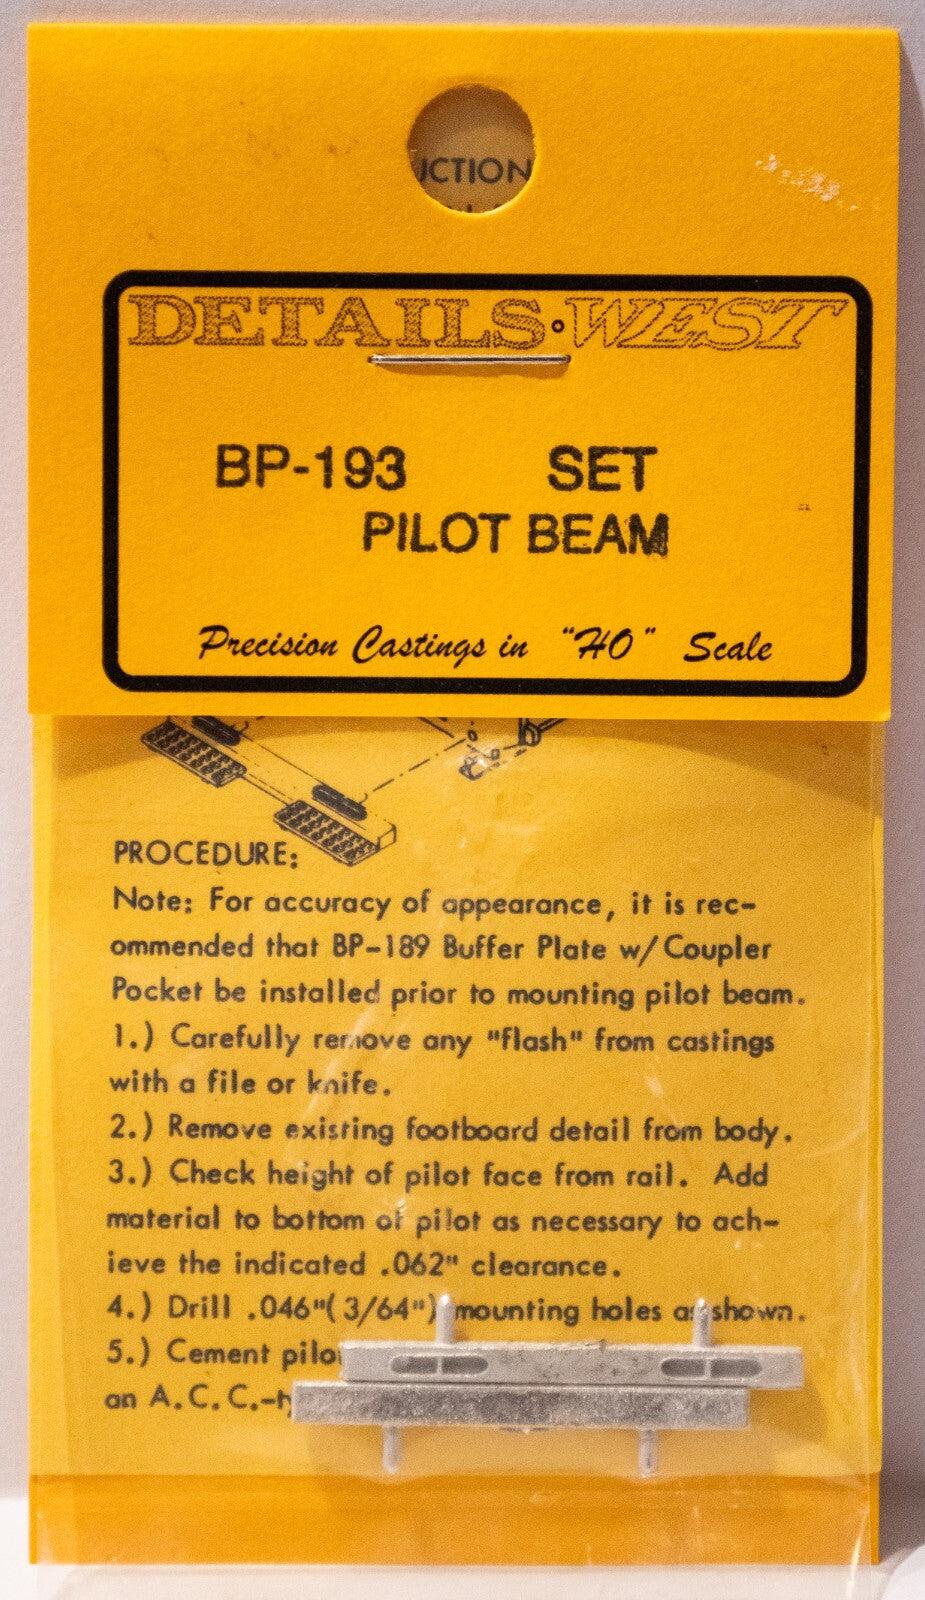 UCTION
DETAILS WEST
BP-193 SET
PILOT BEAM
Precision Castings in "HO" Scale
PROCEDURE:
Note: For accuracy of appearance, it is rec-
ommended that BP-189 Buffer Plate w/Coupler
Pocket be installed prior to mounting pilot beam.
1.) Carefully remove any "flash" from castings
with a file or knife.
2.) Remove existing footboard detail from body.
3.) Check height of pilot face from rail. Add
material to bottom of pilot as necessary to ach-
ieve the indicated .062" clearance.
4.) Drill .046"(3/64") mounting holes as shown.
5.) Cement pilo
an A.C.C.-t